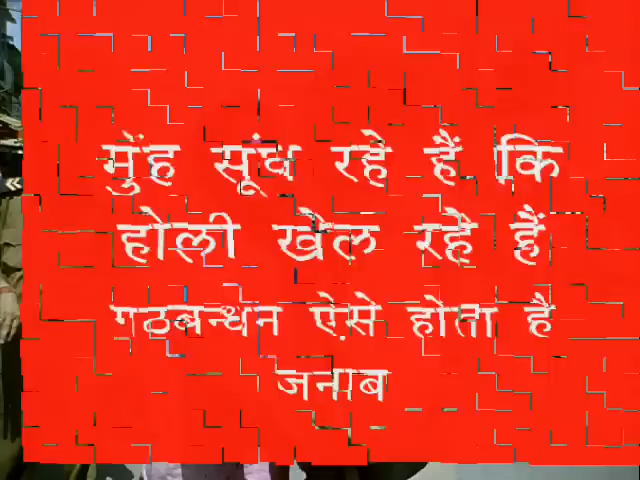 मुंह सूंघ रहे हैं कि
होली खेल रहे हैं
गठबन्धन ऐसे होता है
जनाब